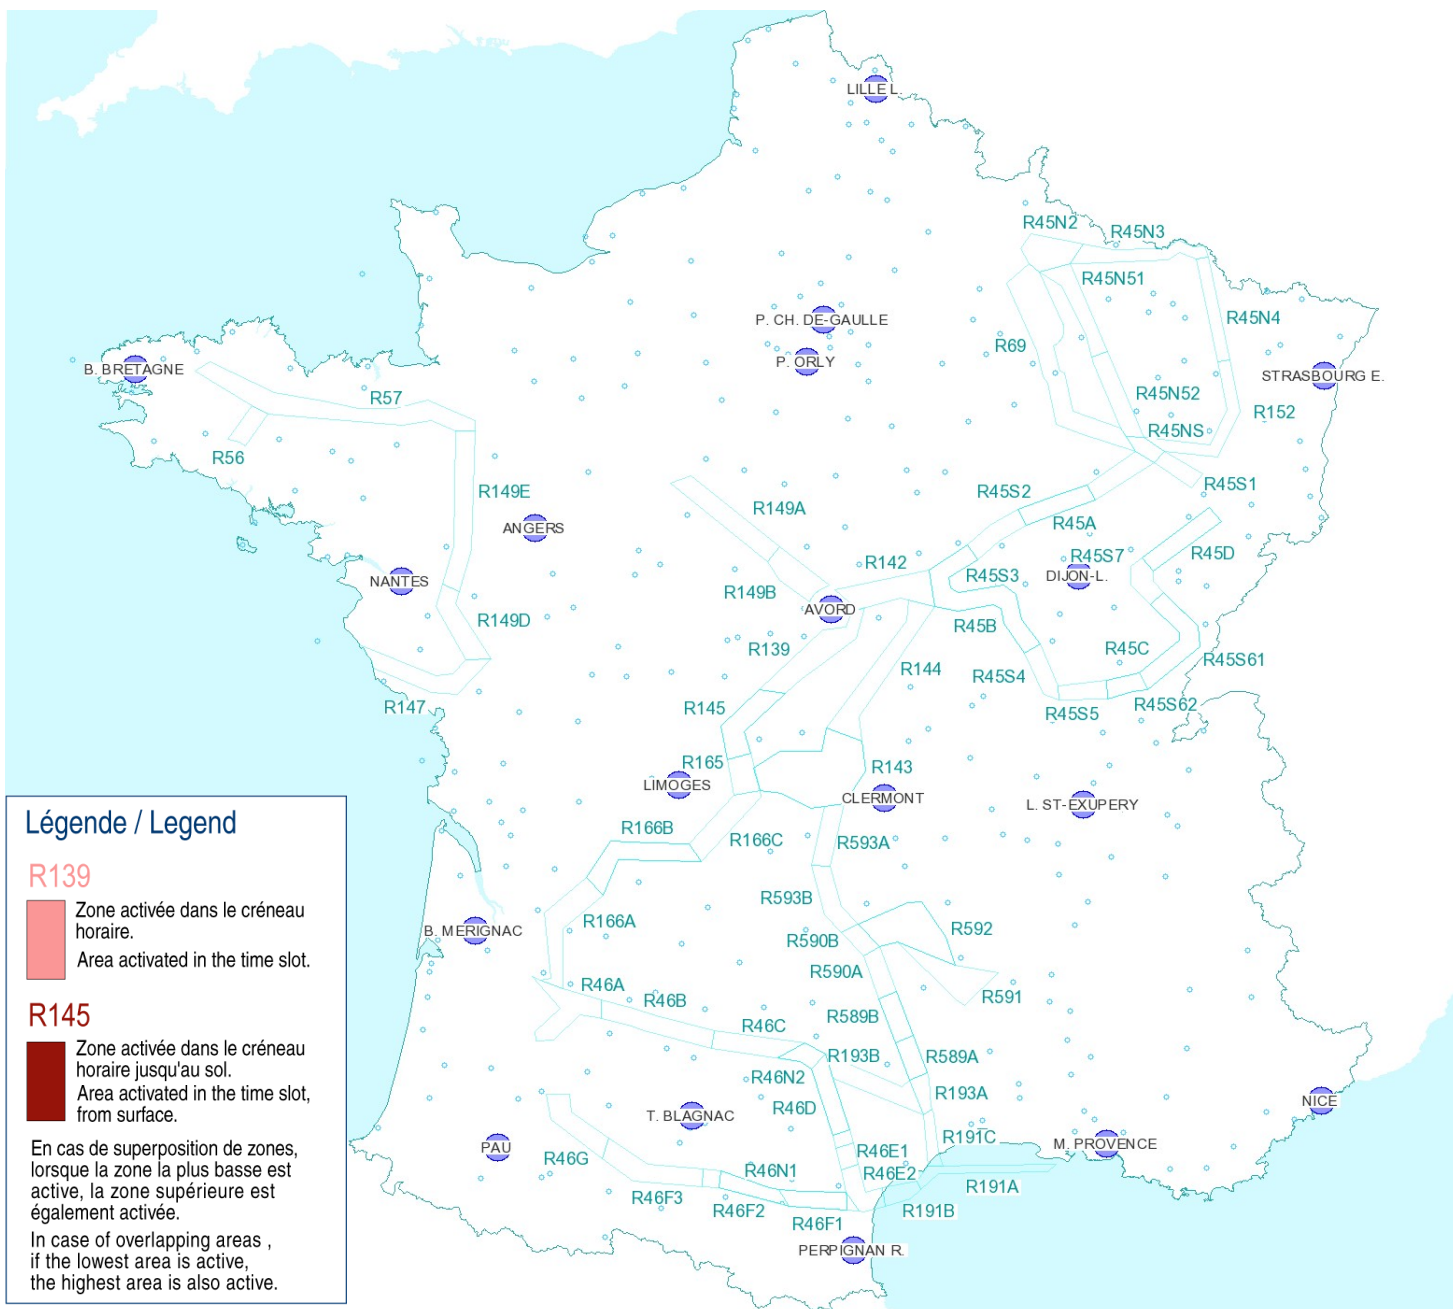 LILLE L.
R45N2
R45N3
R45N51
P. CH. DE-GAULLE
R45N4
R69
P. ORLY
B. BRETAGNE
STRASBOURG E.
R57
R45N52
R152
R45NS
R56
R149E
R45S2
R45S1
R149A
ANGERS
R45A
R45S7
R45D
R142
R45S3
DIJON-L.
NANTES
R149B
AVORD
R149D
R45B
R139
R45C
R45S61
R144
R45S4
R147
R145
R45S5
R45S62
R165
R143
LIMOGES
CLERMONT
L. ST-EXUPERY
R166B
R166C
R593A
R593B
R166A
R592
B. MERIGNAC
R590B
R590A
R46A
R591
R46B
R589B
R46C
R193B
R589A
R46N2
R193A
R46D
NICE
T. BLAGNAC
R191C
M. PROVENCE
PAU
R46G
R46E1
R46N1
R46E2
R191A
R46F3
R46F2
R46F1
R191B
PERPIGNAN R.
Légende / Legend
R139
Zone activée dans le créneau
horaire.
Area activated in the time slot.
R145
Zone activée dans le créneau
horaire jusqu'au sol.
Area activated in the time slot,
from surface.
En cas de superposition de zones,
lorsque la zone la plus basse est
active, la zone supérieure est
également activée.
In case of overlapping areas ,
if the lowest area is active,
the highest area is also active.